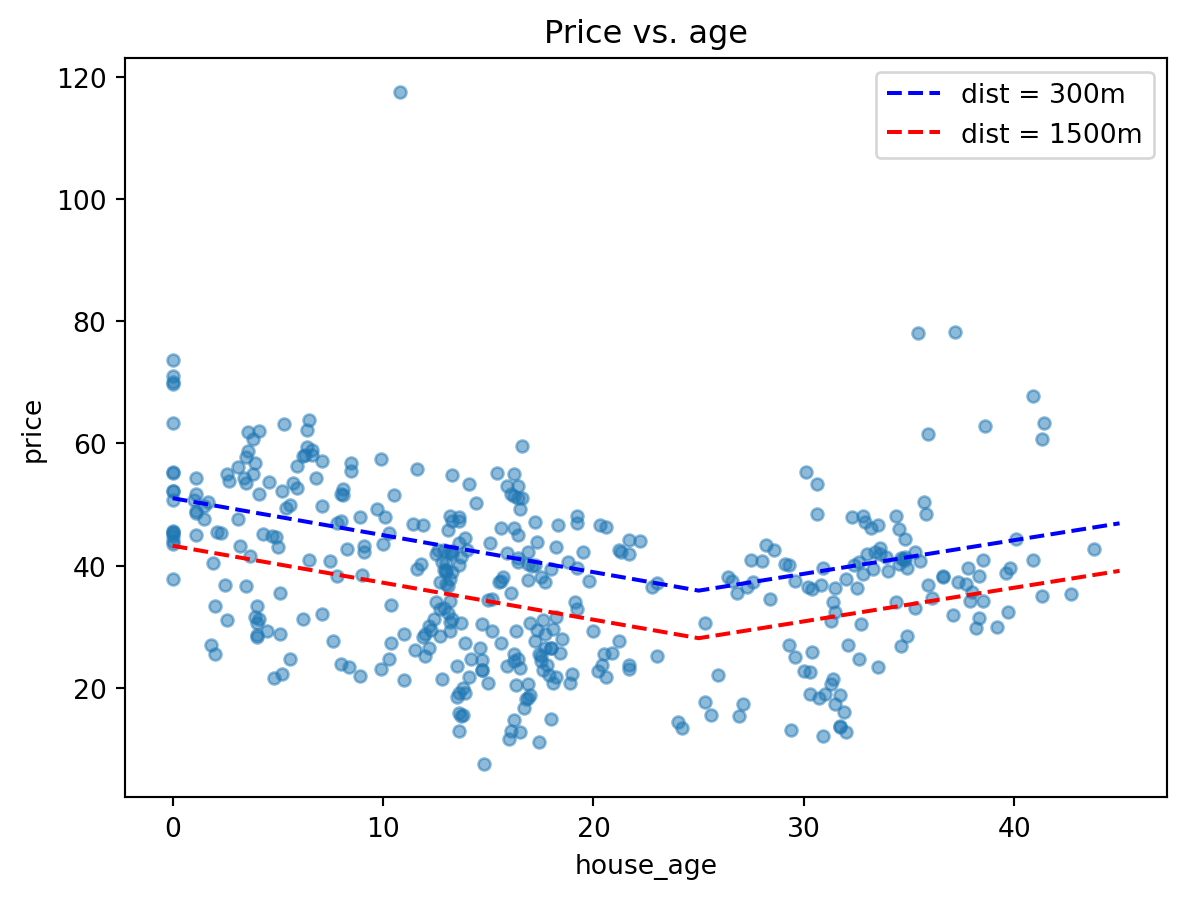 Price vs. age
dist = 300m
dist = 1500m
120
100
80
60
40
20
price
0 10 20 30 40
house_age